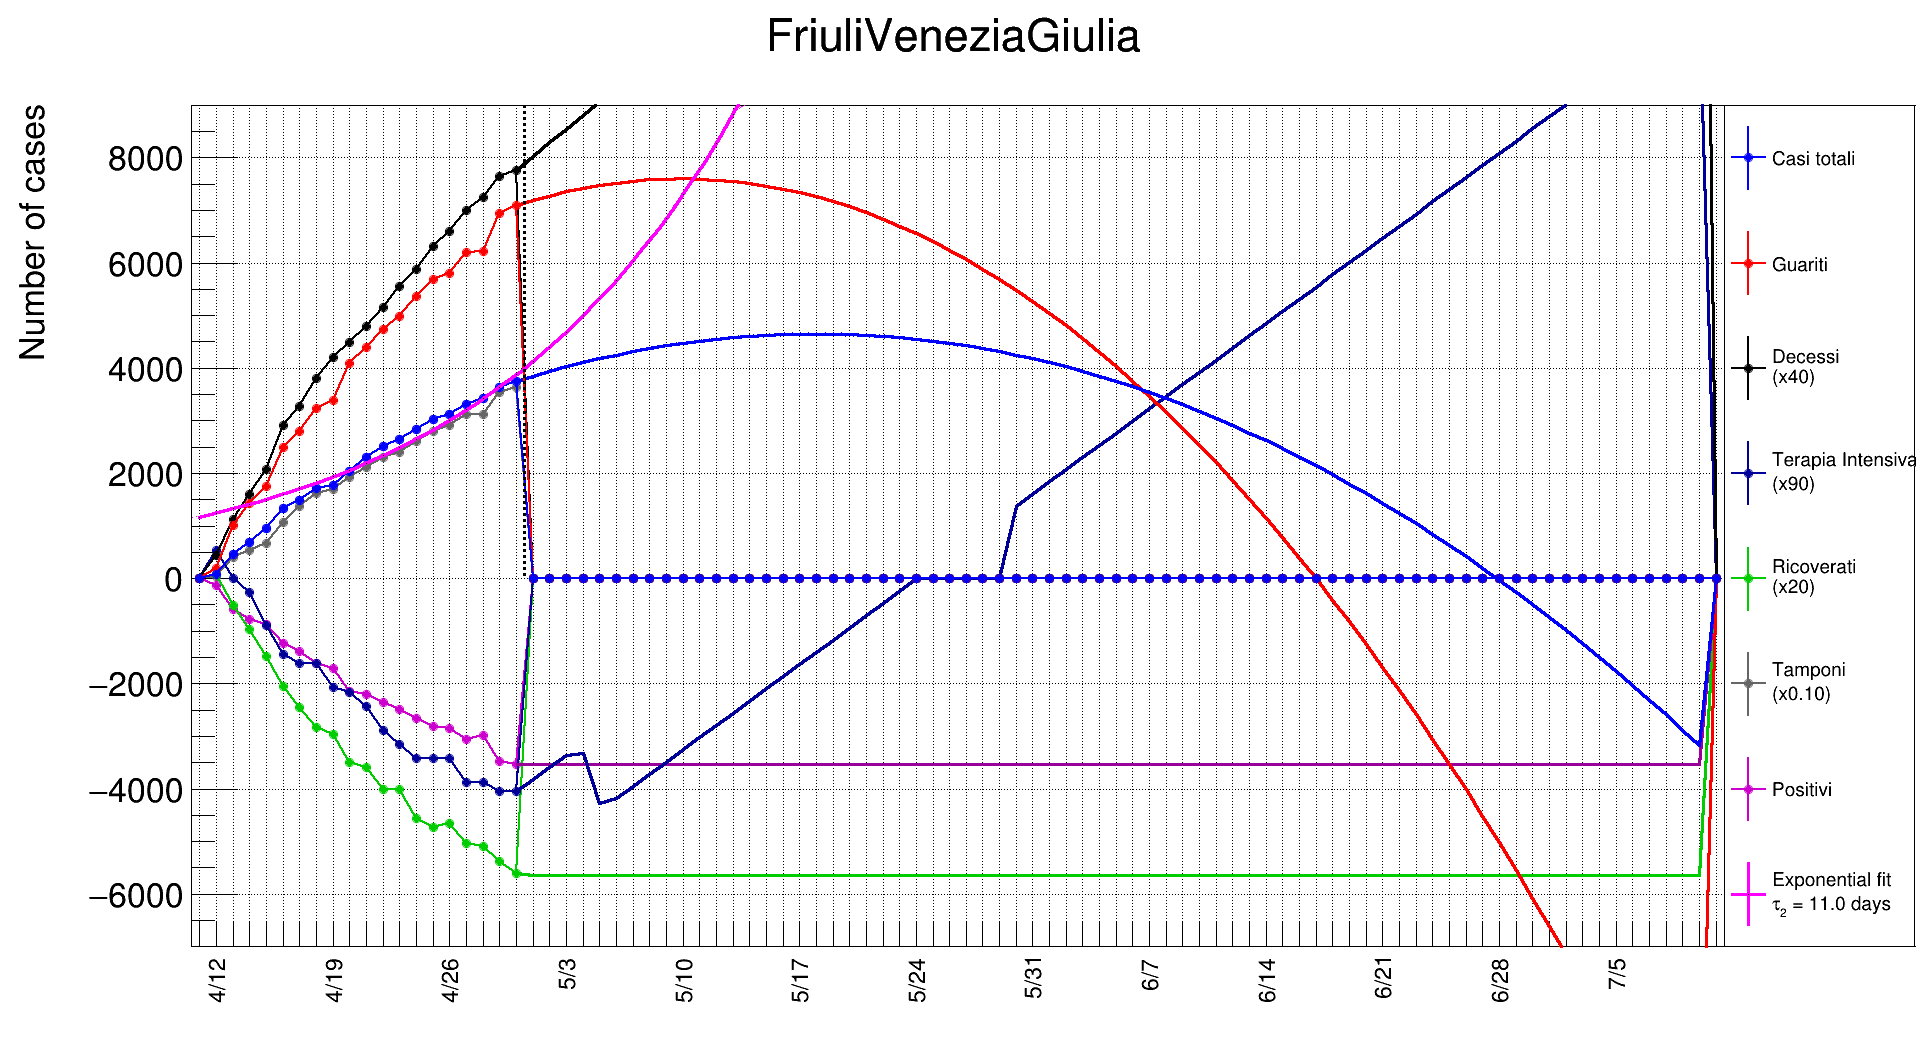 FriuliVeneziaGiulia
Number of cases
8000
6000
4000
2000
0
−2000
−4000
−6000
4/12
4/19
4/26
5/3
5/10
5/17
5/24
5/31
6/7
6/14
6/21
6/28
7/5
Casi totali
Guariti
Decessi
(x40)
Terapia Intensiva
(x90)
Ricoverati
(x20)
Tamponi
(x0.10)
Positivi
Exponential fit
τ₂ = 11.0 days